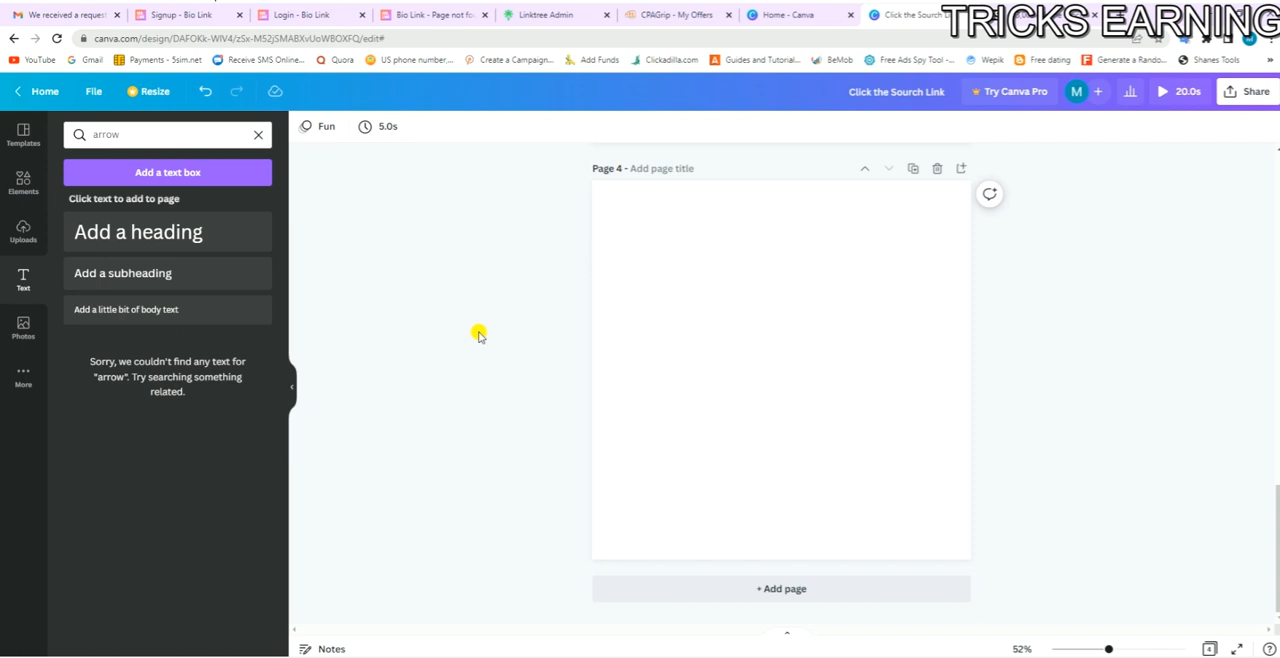 We received a reques
Signup - Bio Link
Login - Bio Link
Bio Link - Page not fo
Linktree Admin
CPAGrip - My Offers
Home - Canva
Click the Sourch L
TRICKS EARNING
canva.com/design/DAFOKk-WIV4/zSx-MS2jSMABXvUoWBOXFQ/edit#
YouTube
Gmail
Payments - 5sim.net
Receive SMS Online...
Quora
US phone number,...
Create a Campaign...
Add Funds
Clickadilla.com
Guides and Tutorial...
BeMob
Free Ads Spy Tool -...
Wepik
Free dating
Generate a Rando...
Shanes Tools
»
Home
File
Resize
Click the Sourch Link
Try Canva Pro
M
+
20.0s
Share
Templates
Elements
Uploads
Text
Photos
More
arrow
Add a text box
Click text to add to page
Add a heading
Add a subheading
Add a little bit of body text
Sorry, we couldn't find any text for
"arrow". Try searching something
related.
Fun
5.0s
Page 4 - Add page title
+ Add page
Notes
52%
4